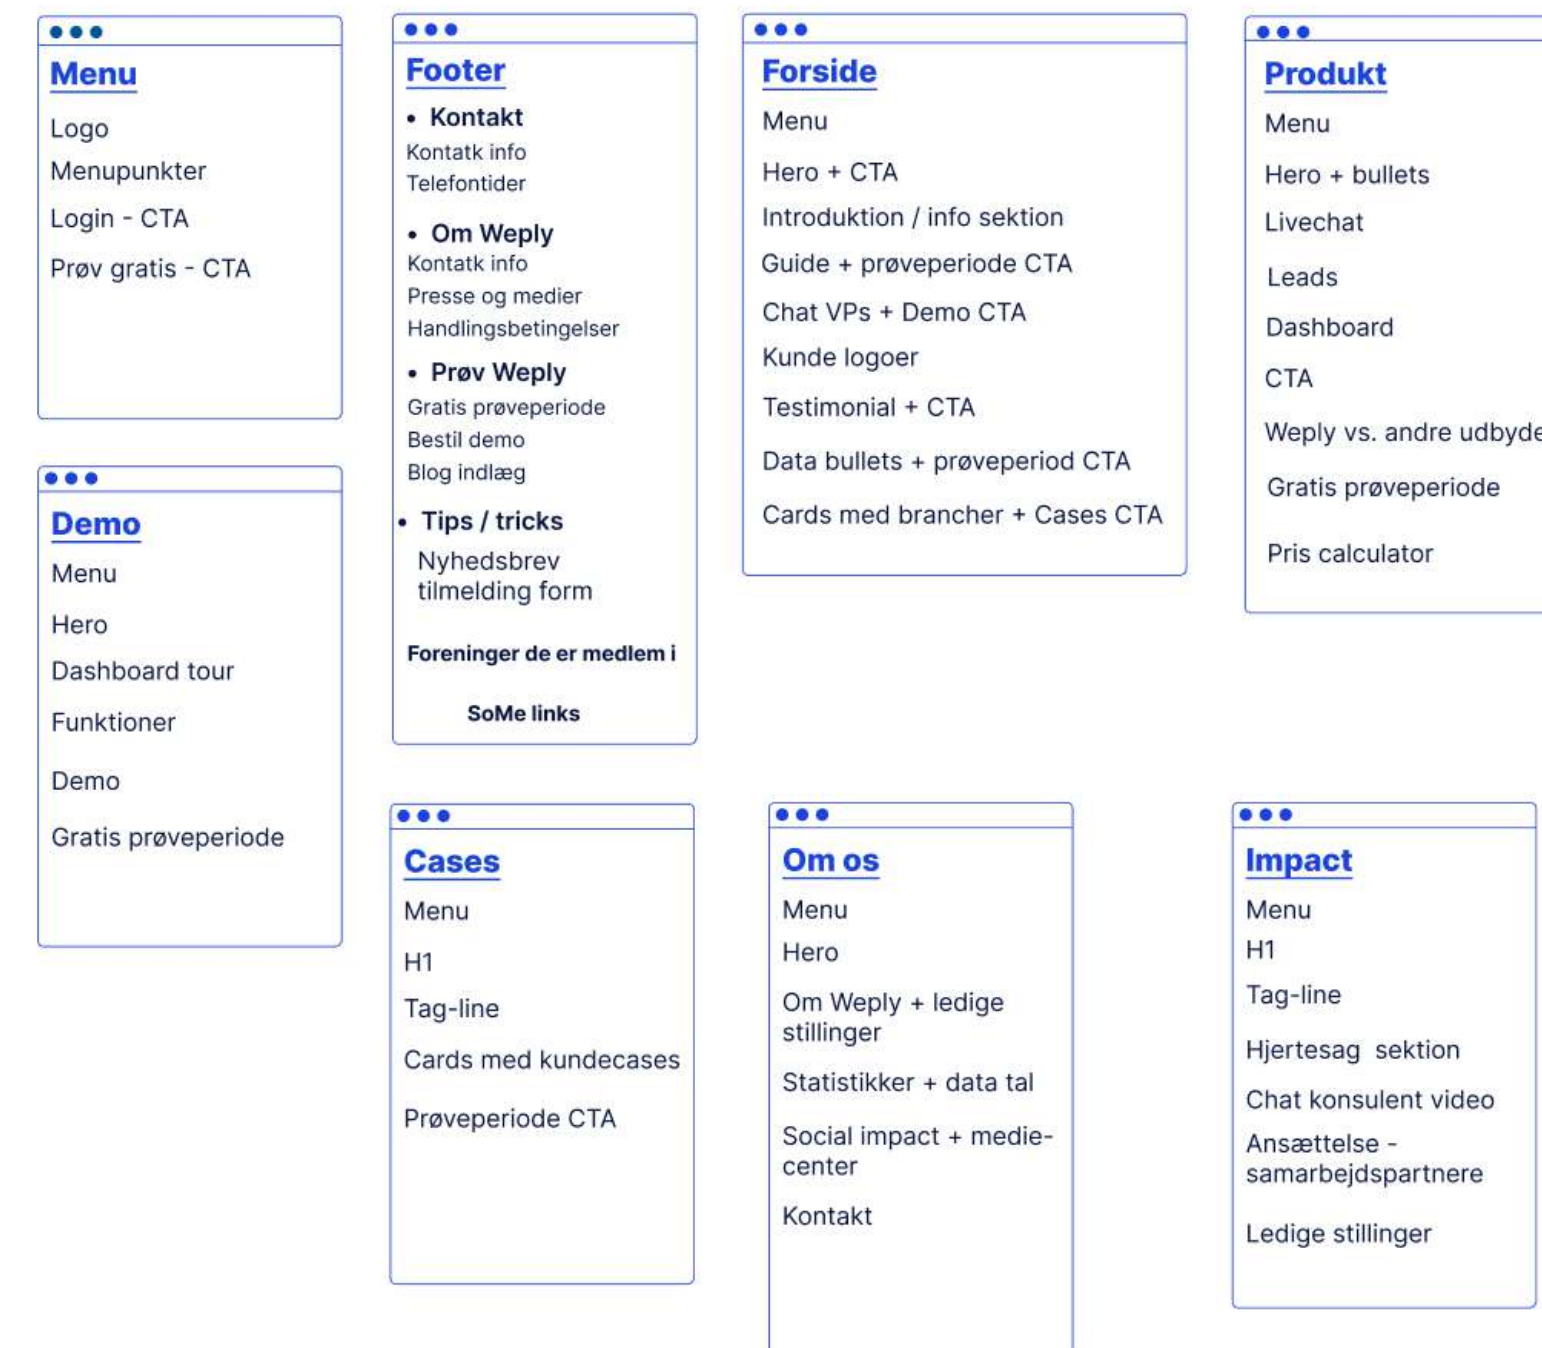 Menu
Logo
Menupunkter
Login - CTA
Prøv gratis - CTA
Footer
• Kontakt
Kontatk info
Telefontider
• Om Weply
Kontatk info
Presse og medier
Handlingsbetingelser
• Prøv Weply
Gratis prøveperiode
Bestil demo
Blog indlæg
• Tips / tricks
Nyhedsbrev
tilmelding form
Foreninger de er medlem i
SoMe links
Forside
Menu
Hero + CTA
Introduktion / info sektion
Guide + prøveperiode CTA
Chat VPs + Demo CTA
Kunde logoer
Testimonial + CTA
Data bullets + prøveperiod CTA
Cards med brancher + Cases CTA
Produkt
Menu
Hero + bullets
Livechat
Leads
Dashboard
CTA
Weply vs. andre
Gratis prøveperiode
Pris calculator
Demo
Menu
Hero
Dashboard tour
Funktioner
Demo
Gratis prøveperiode
Cases
Menu
H1
Tag-line
Cards med kundecases
Prøveperiode CTA
Om os
Menu
Hero
Om Weply + ledige
stillinger
Statistikker + data tal
Social impact + medie-
center
Kontakt
Impact
Menu
H1
Tag-line
Hjertesag sektion
Chat konsulent video
Ansættelse -
samarbejdspartnere
Ledige stillinger